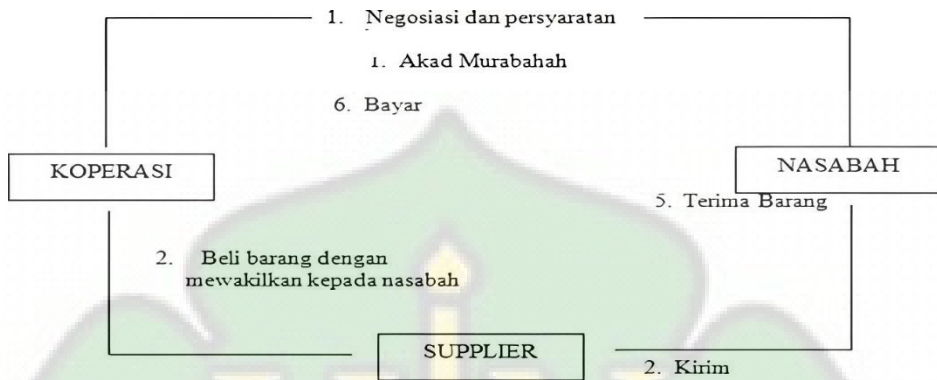 1. Negosiasi dan persyaratan
1. Akad Murabahah
6. Bayar
KOPERASI
NASABAH
5. Terima Barang
2. Beli barang dengan
mewakilkan kepada nasabah
SUPPLIER
2. Kirim